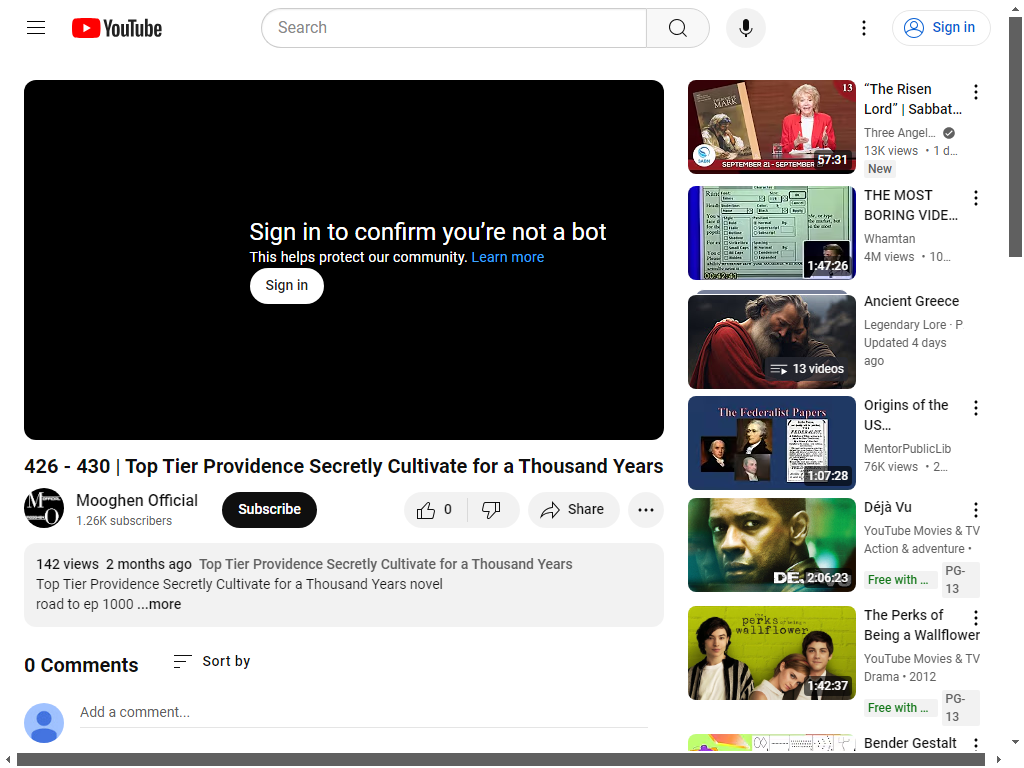 YouTube
Search
Sign in
Sign in to confirm you're not a bot
This helps protect our community. Learn more
Sign in
426 - 430 | Top Tier Providence Secretly Cultivate for a Thousand Years
Mooghen Official
1.26K subscribers
Subscribe
0
Share
142 views 2 months ago Top Tier Providence Secretly Cultivate for a Thousand Years
Top Tier Providence Secretly Cultivate for a Thousand Years novel
road to ep 1000 ...more
0 Comments
Sort by
Add a comment...
13
MARK
SEPTEMBER 21 - SEPTEMBER
57:31
“The Risen
Lord” | Sabbat...
Three Angel...
13K views • 1 d...
New
1:47:26
THE MOST
BORING VIDE...
Whamtan
4M views • 10...
13 videos
Ancient Greece
Legendary Lore · P
Updated 4 days
ago
The Federalist Papers
1:07:28
Origins of the
US...
MentorPublicLib
76K views • 2...
2:06:23
Déjà Vu
YouTube Movies & TV
Action & adventure •
Free with ...
PG-
13
the
perks of
being a
wallflower
1:42:37
The Perks of
Being a Wallflower
YouTube Movies & TV
Drama • 2012
Free with ...
PG-
13
Bender Gestalt